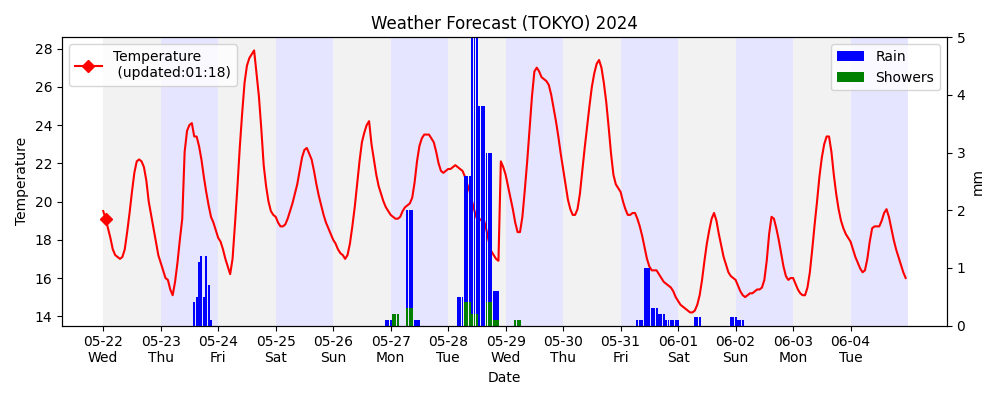 Weather Forecast (TOKYO) 2024
Temperature
(updated:01:18)
Rain
Showers
28
26
24
22
20
18
16
14
5
4
3
2
1
0
Temperature
mm
05-22 05-23 05-24 05-25 05-26 05-27 05-28 05-29 05-30 05-31 06-01 06-02 06-03 06-04
Wed Thu Fri Sat Sun Mon Tue Wed Thu Fri Sat Sun Mon Tue
Date